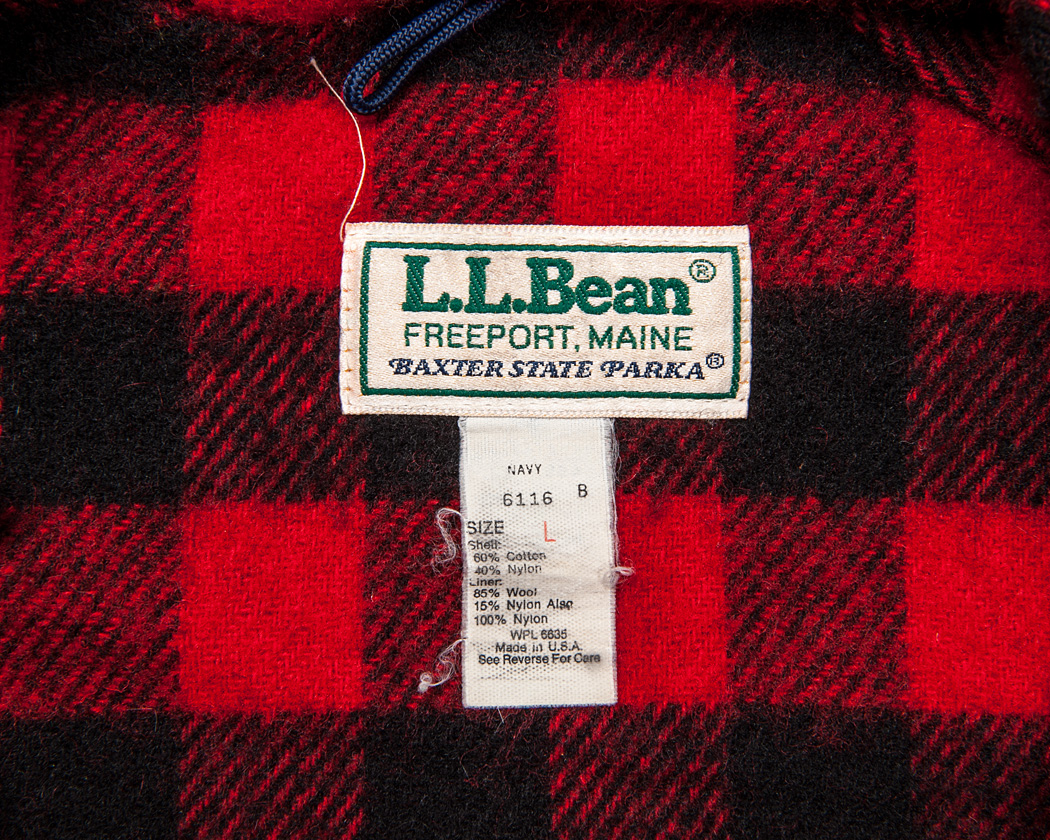 L.L.Bean®
FREEPORT, MAINE
BAXTER STATE PARKA®
NAVY
6116 B
SIZE L
Shell:
60% Cotton
40% Nylon
Liner:
85% Wool
15% Nylon Also
100% Nylon
WPL 6635
Made in U.S.A.
See Reverse For Care